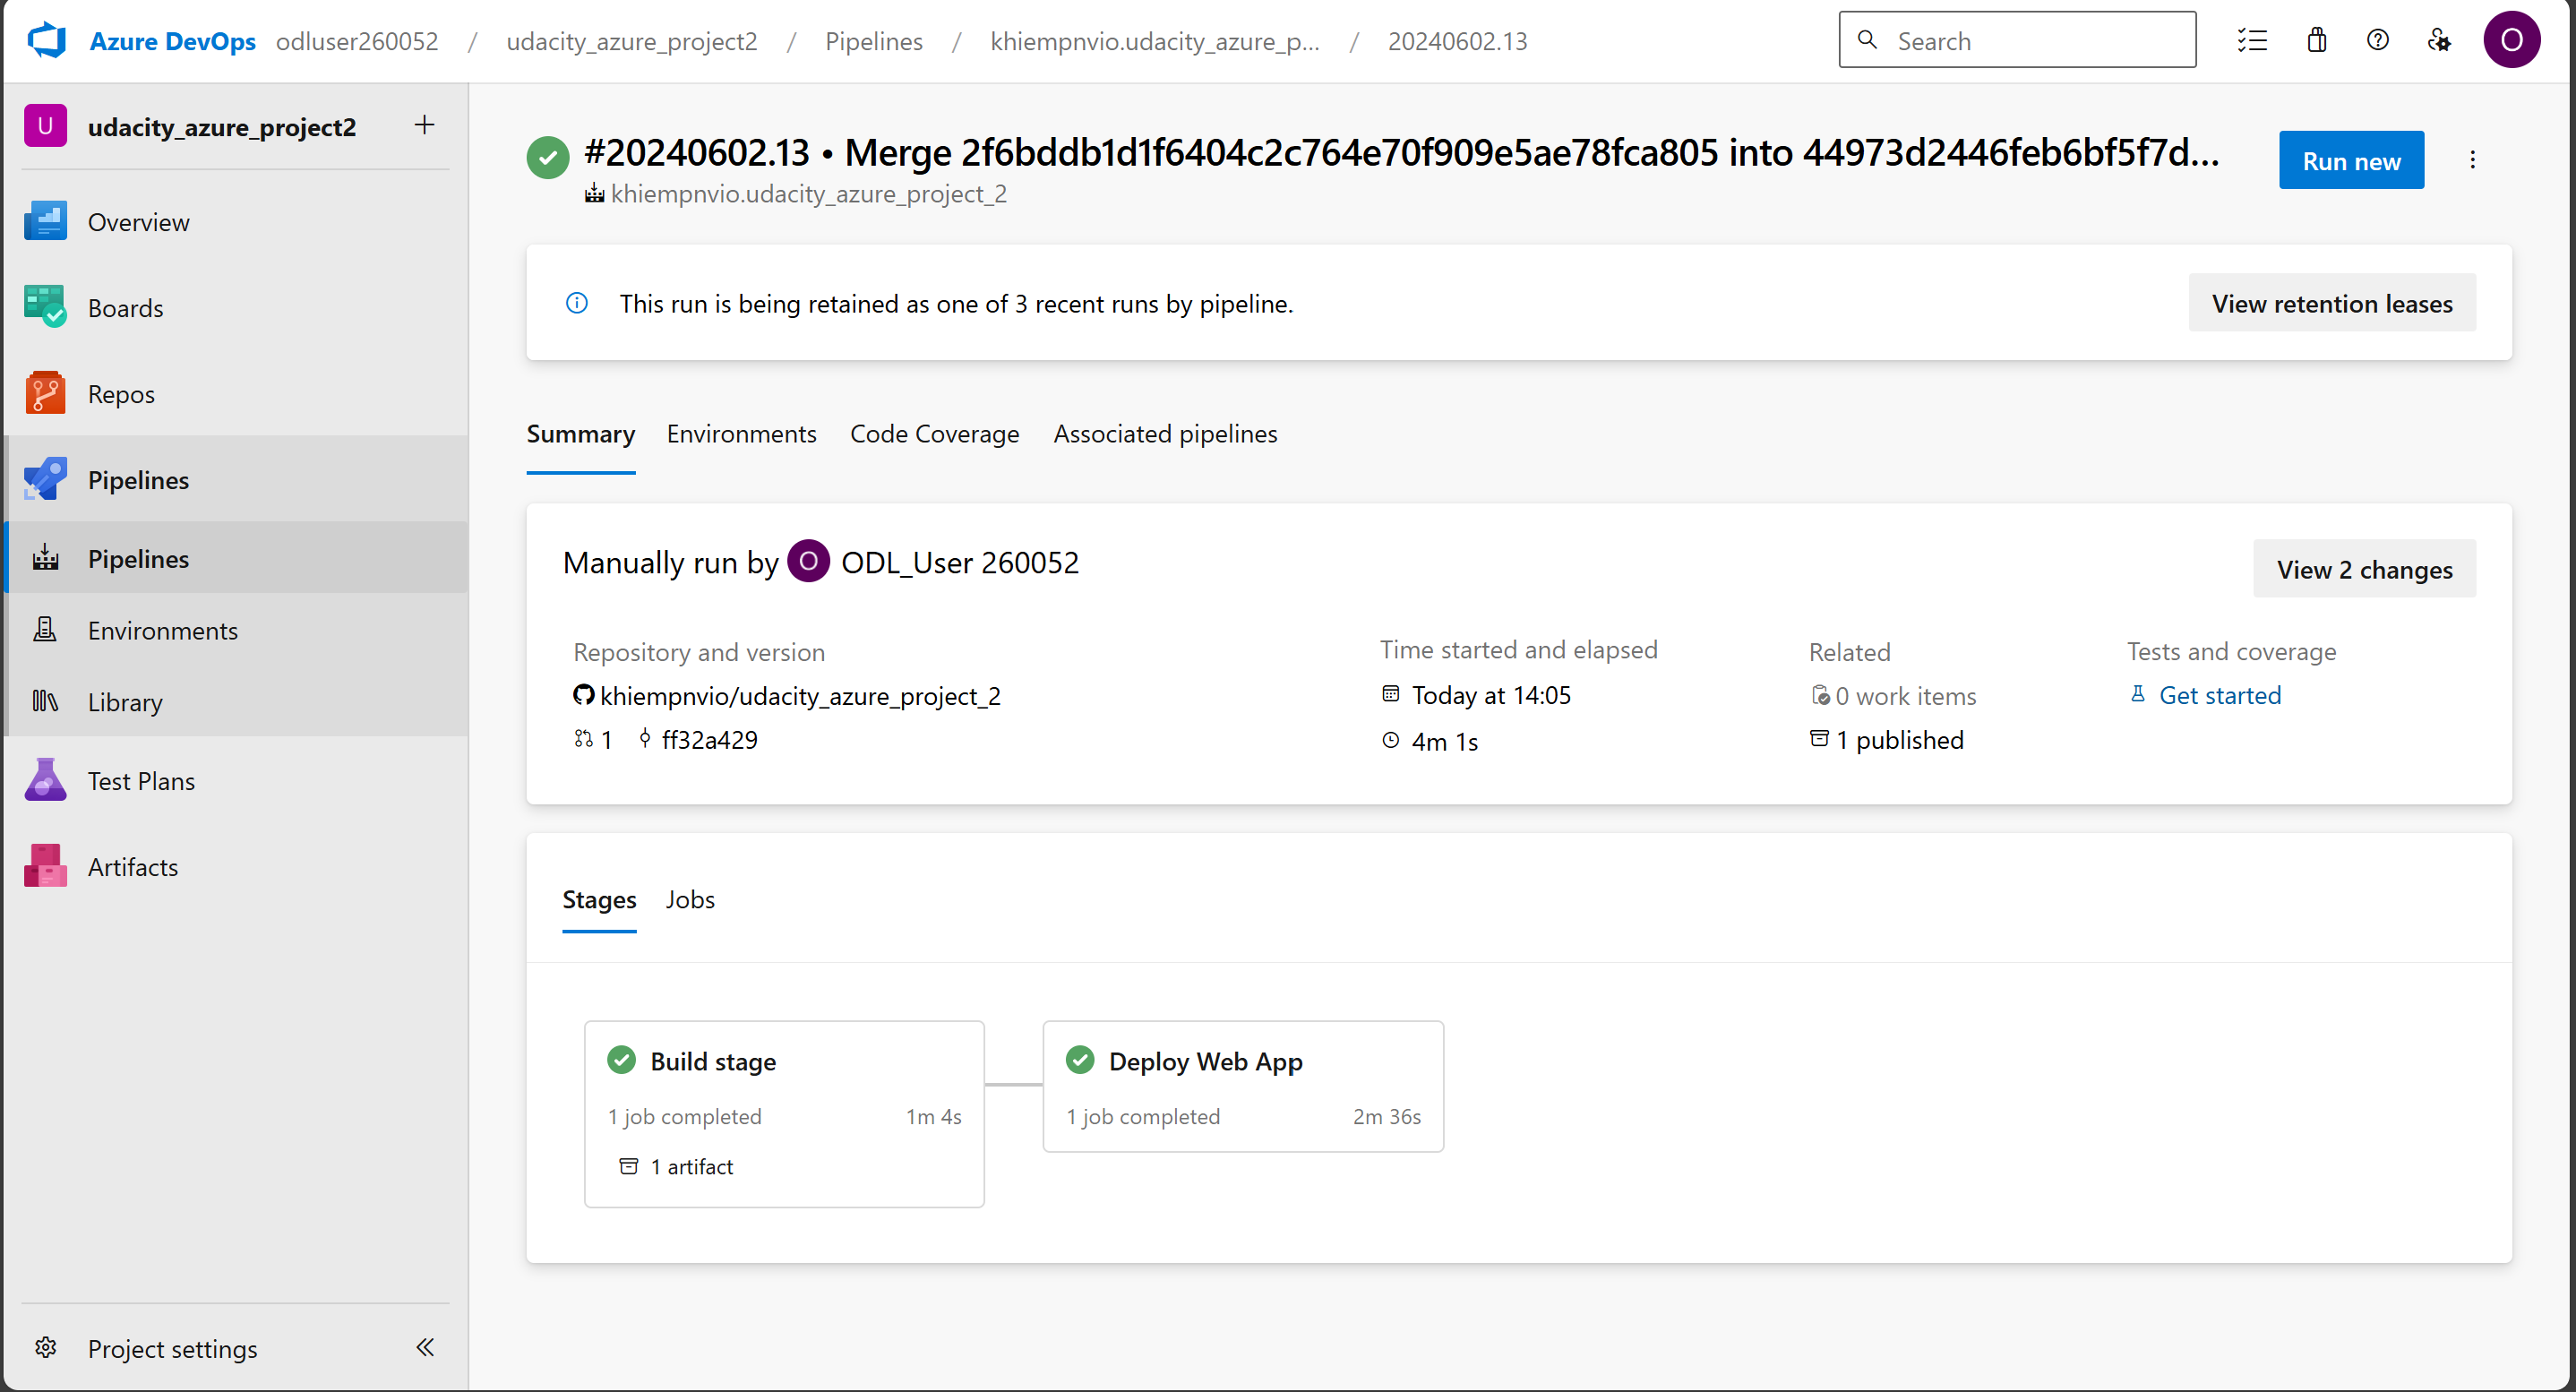 Azure DevOps odluser260052 / udacity_azure_project2 / Pipelines / khiempnvio.udacity_azure_p... / 20240602.13
Search
O
U udacity_azure_project2
Overview
Boards
Repos
Pipelines
Pipelines
Environments
Library
Test Plans
Artifacts
Project settings
#20240602.13 • Merge 2f6bddb1d1f6404c2c764e70f909e5ae78fca805 into 44973d2446feb6bf5f7d...
Run new
khiempnvio.udacity_azure_project_2
This run is being retained as one of 3 recent runs by pipeline.
View retention leases
Summary Environments Code Coverage Associated pipelines
Manually run by O ODL_User 260052
View 2 changes
Repository and version
khiempnvio/udacity_azure_project_2
1 ff32a429
Time started and elapsed
Today at 14:05
4m 1s
Related
0 work items
1 published
Tests and coverage
Get started
Stages Jobs
Build stage
1 job completed 1m 4s
1 artifact
Deploy Web App
1 job completed 2m 36s